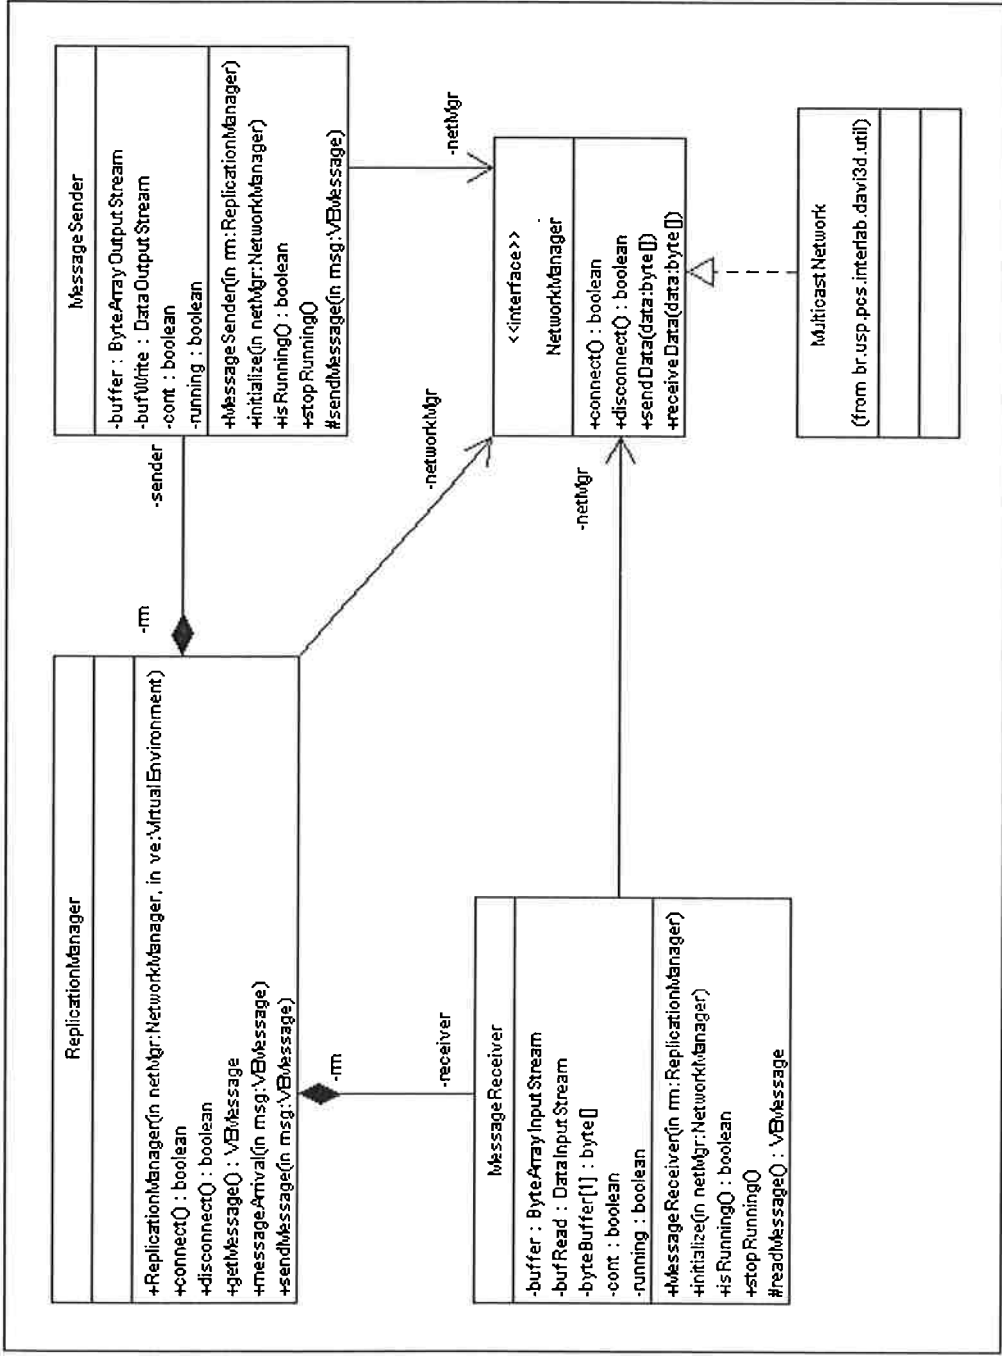 ReplicationManager
+ReplicationManager(in netMgr:NetworkManager, in ve:VirtualEnvironment)
+connect() : boolean
+disconnect() : boolean
+getMessage() : VEMessage
+messageArrival(in msg:VEMessage)
+sendMessage(in msg:VEMessage)
-rm
-sender
MessageSender
-buffer : ByteArrayOutputStream
-bufWrite : DataOutputStream
-cont : boolean
-running : boolean
+MessageSender(in rm:ReplicationManager)
+initialize(in netMgr:NetworkManager)
+isRunning() : boolean
+stopRunning()
#sendMessage(in msg:VEMessage)
-rm
-receiver
-networkMgr
-netMgr
MessageReceiver
-buffer : ByteArrayInputStream
-bufRead : DataInputStream
-byteBuffer[1] : byte[]
-cont : boolean
-running : boolean
+MessageReceiver(in rm:ReplicationManager)
+initialize(in netMgr:NetworkManager)
+isRunning() : boolean
+stopRunning()
#readMessage() : VEMessage
-netMgr
<<interface>>
NetworkManager
+connect() : boolean
+disconnect() : boolean
+sendData(data:byte[])
+receiveData(data:byte[])
MulticastNetwork
(from br.usp.pcs.interlab.davi3d.util)